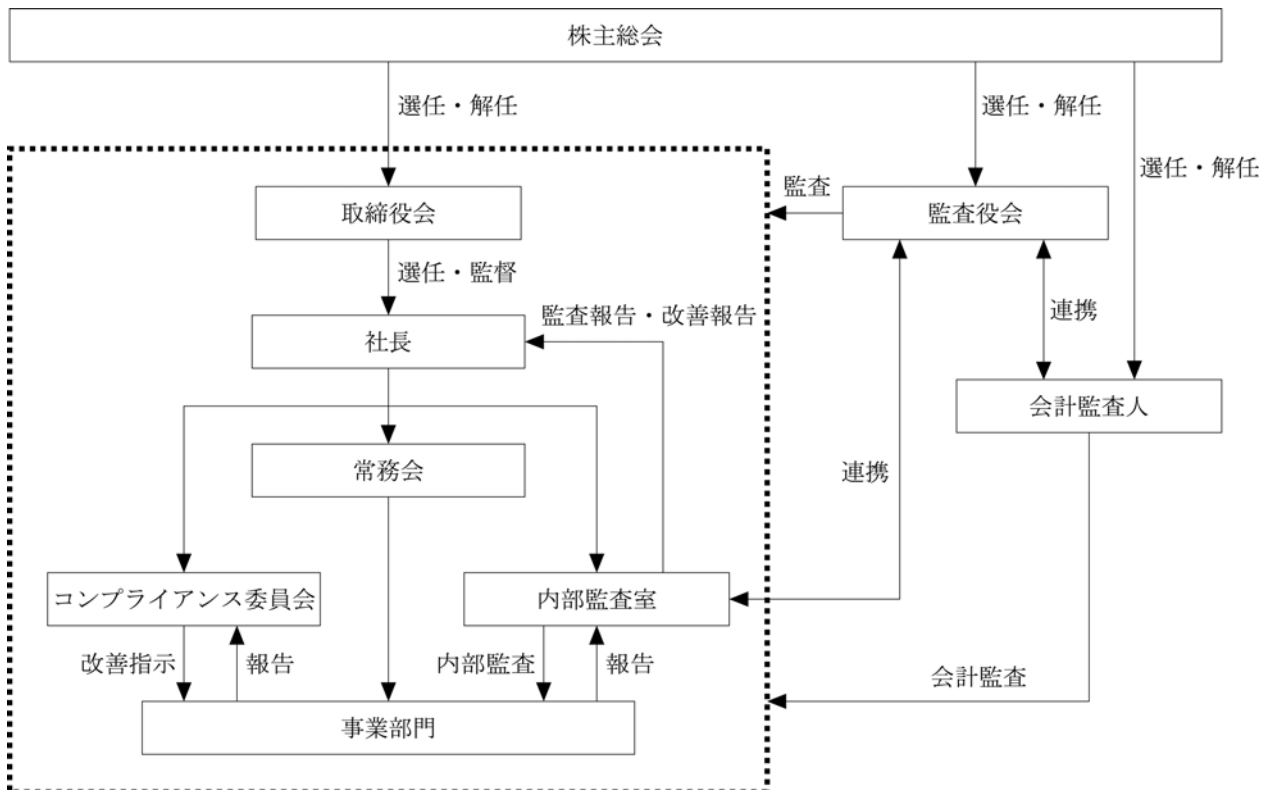 株主総会
選任・解任
選任・解任
選任・解任
監査
取締役会
監査役会
選任・監督
監査報告・改善報告
連携
社長
会計監査人
常務会
連携
コンプライアンス委員会
内部監査室
改善指示
報告
内部監査
報告
会計監査
事業部門